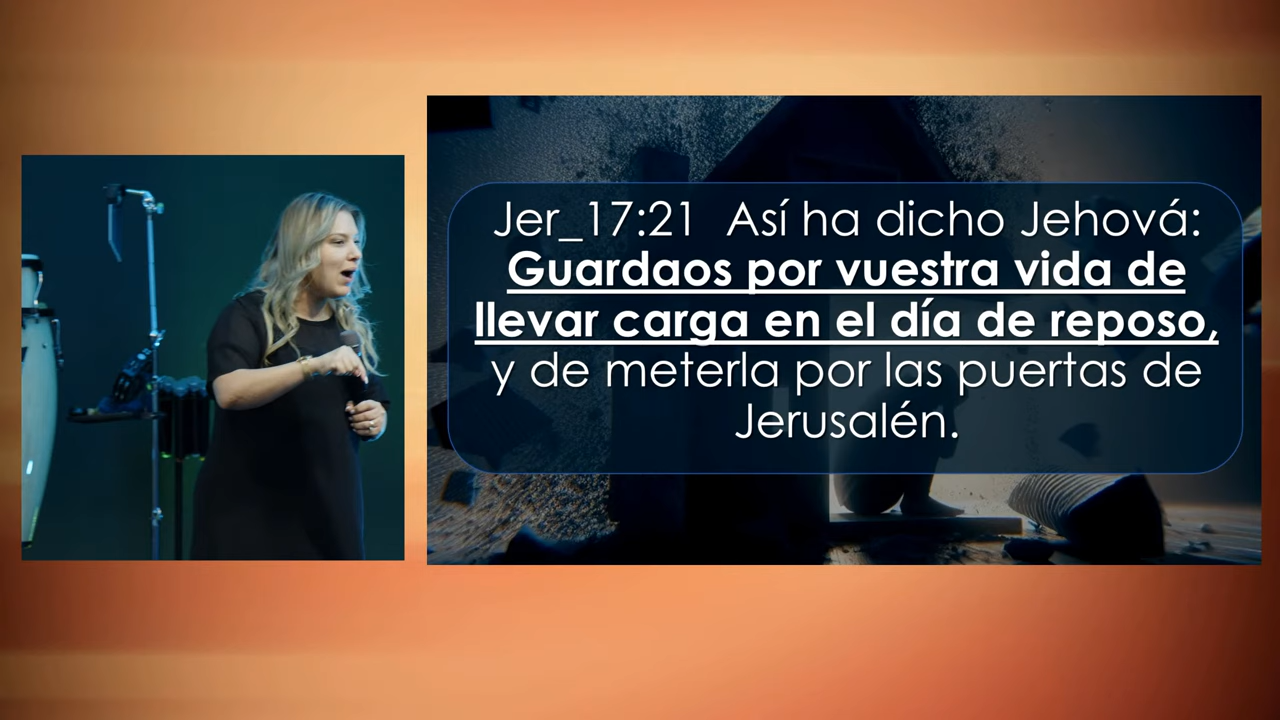 Jer_17:21  Así ha dicho Jehová:
Guardaos por vuestra vida de
llevar carga en el día de reposo,
y de meterla por las puertas de
Jerusalén.